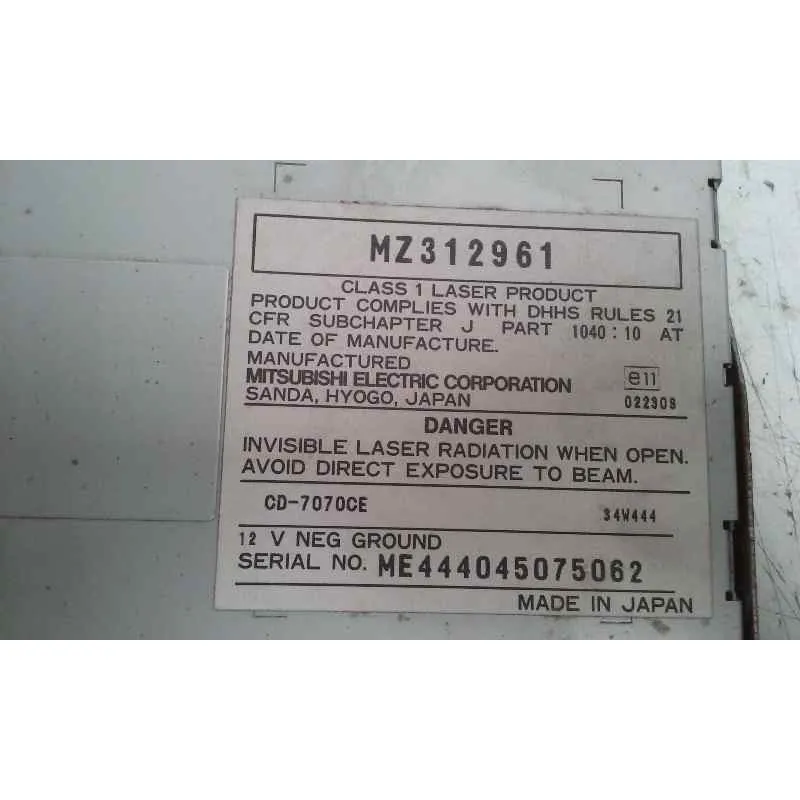 MZ312961
CLASS 1 LASER PRODUCT
PRODUCT COMPLIES WITH DHHS RULES 21
CFR SUBCHAPTER J PART 1040:10 AT
DATE OF MANUFACTURE.
MANUFACTURED
MITSUBISHI ELECTRIC CORPORATION e11
SANDA, HYOGO, JAPAN 022309
DANGER
INVISIBLE LASER RADIATION WHEN OPEN.
AVOID DIRECT EXPOSURE TO BEAM.
CD-7070CE 34W444
12 V NEG GROUND
SERIAL NO. ME444045075062
MADE IN JAPAN